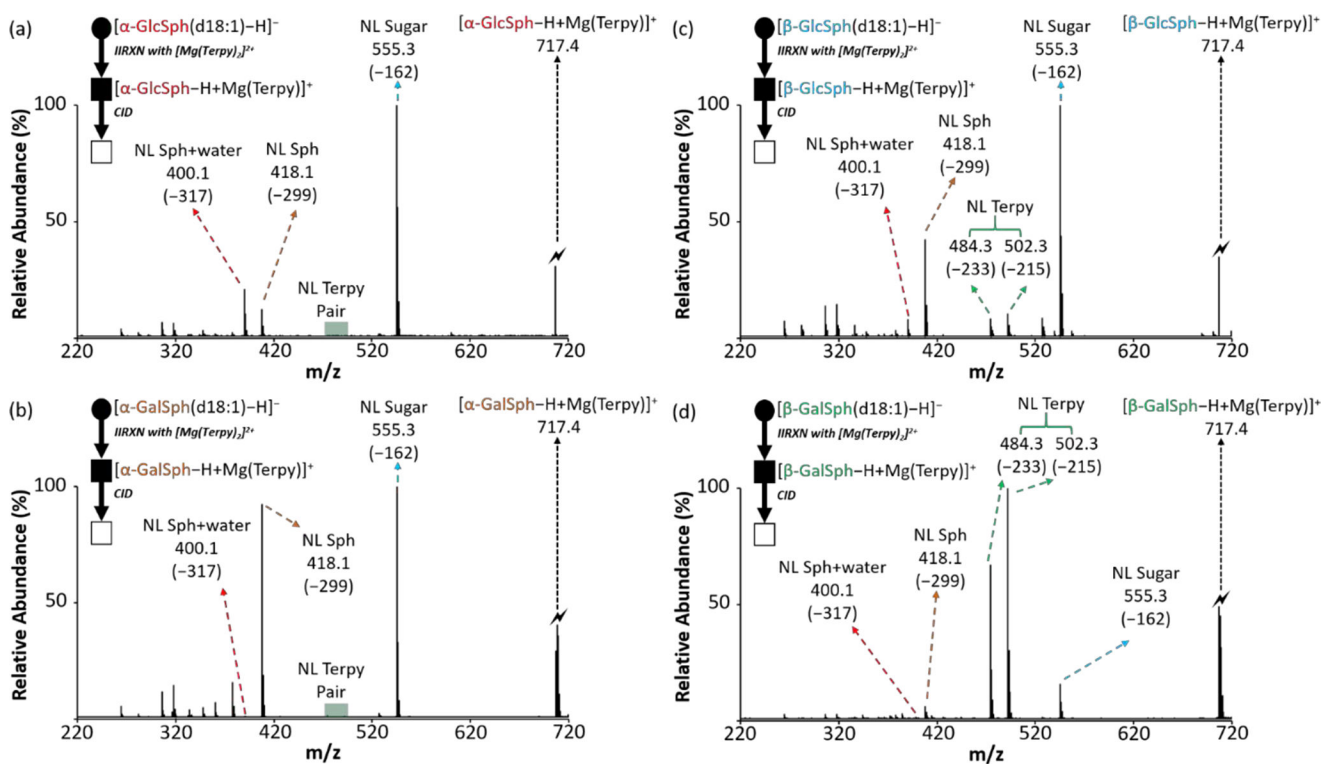 (a)
[α-GlcSph(d18:1)–H]⁻
IIRXN with [Mg(Terpy)₂]²⁺
[α-GlcSph–H+Mg(Terpy)]⁺
CID
NL Sugar
555.3
(−162)
[α-GlcSph–H+Mg(Terpy)]⁺
717.4
NL Sph+water
400.1
(−317)
NL Sph
418.1
(−299)
NL Terpy
Pair
Relative Abundance (%)
100
50
220 320 420 520 620 720
m/z
(c)
[β-GlcSph(d18:1)–H]⁻
IIRXN with [Mg(Terpy)₂]²⁺
[β-GlcSph–H+Mg(Terpy)]⁺
CID
NL Sugar
555.3
(−162)
[β-GlcSph–H+Mg(Terpy)]⁺
717.4
NL Sph+water
400.1
(−317)
NL Sph
418.1
(−299)
NL Terpy
484.3 502.3
(−233) (−215)
Relative Abundance (%)
100
50
220 320 420 520 620 720
m/z
(b)
[α-GalSph(d18:1)–H]⁻
IIRXN with [Mg(Terpy)₂]²⁺
[α-GalSph–H+Mg(Terpy)]⁺
CID
NL Sugar
555.3
(−162)
[α-GalSph–H+Mg(Terpy)]⁺
717.4
NL Sph+water
400.1
(−317)
NL Sph
418.1
(−299)
NL Terpy
Pair
Relative Abundance (%)
100
50
220 320 420 520 620 720
m/z
(d)
[β-GalSph(d18:1)–H]⁻
IIRXN with [Mg(Terpy)₂]²⁺
[β-GalSph–H+Mg(Terpy)]⁺
CID
NL Terpy
484.3 502.3
(−233) (−215)
[β-GalSph–H+Mg(Terpy)]⁺
717.4
NL Sph+water
400.1
(−317)
NL Sph
418.1
(−299)
NL Sugar
555.3
(−162)
Relative Abundance (%)
100
50
220 320 420 520 620 720
m/z